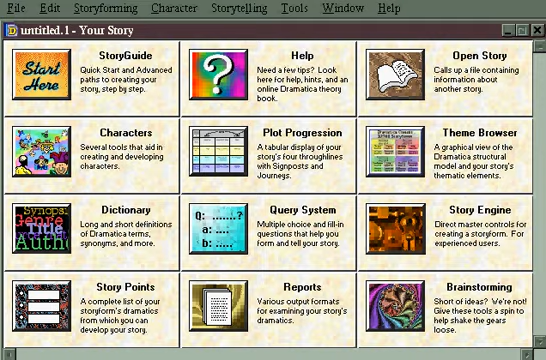 File Edit Storyforming Character Storytelling Tools Window Help
untitled.1 - Your Story
Start Here
StoryGuide
Quick Start and Advanced
paths to creating your
story, step by step.
?
Help
Need a few tips? Look
here for help, hints, and an
online Dramatica theory
book.
Open Story
Calls up a file containing
information about
another story.
Characters
Several tools that aid in
creating and developing
characters.
Plot Progression
A tabular display of your
story's four throughlines
with Signposts and
Journeys.
Theme Browser
A graphical view of the
Dramatica structural
model and your story's
thematic elements.
Synopsis
Genre
Title
Autho
Dictionary
Long and short definitions
of Dramatica terms,
synonyms, and more.
Q: .......?
a: ....
b: ....
Query System
Multiple choice and fill-in
questions that help you
form and tell your story.
Story Engine
Direct master controls for
creating a storyform. For
experienced users.
Story Points
A complete list of your
storyform's dramatics
from which you can
develop your story.
Reports
Various output formats
for examining your story's
dramatics.
Brainstorming
Short of ideas? We're not!
Give these tools a spin to
help shake the gears
loose.